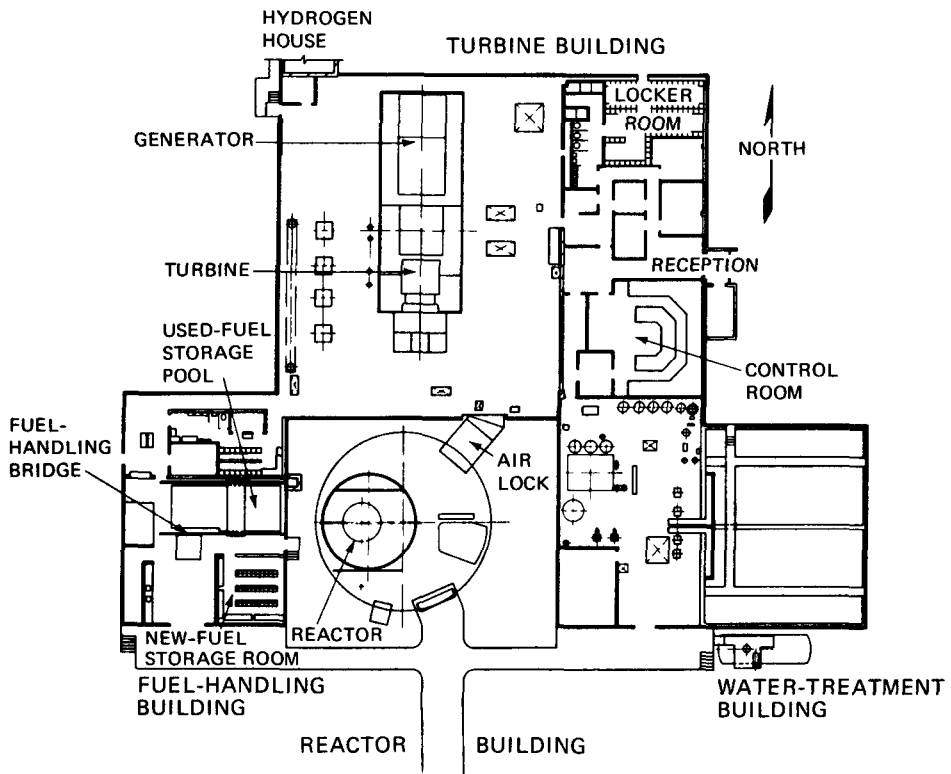 HYDROGEN
HOUSE
TURBINE BUILDING
LOCKER
ROOM
GENERATOR
NORTH
TURBINE
RECEPTION
USED-FUEL
STORAGE
POOL
CONTROL
ROOM
FUEL-
HANDLING
BRIDGE
AIR
LOCK
NEW-FUEL
STORAGE ROOM
REACTOR
FUEL-HANDLING
BUILDING
WATER-TREATMENT
BUILDING
REACTOR BUILDING